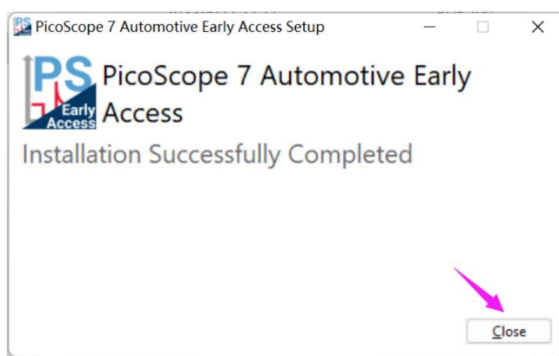 PicoScope 7 Automotive Early Access Setup
PS
Early
Access
PicoScope 7 Automotive Early
Access
Installation Successfully Completed
Close